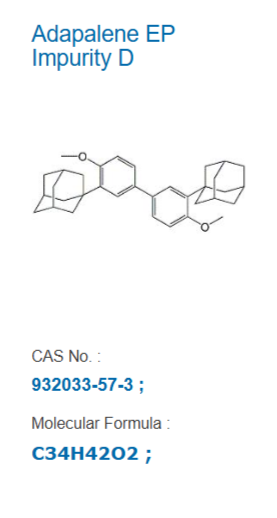 Adapalene EP
Impurity D
O
O
CAS No. :
932033-57-3 ;
Molecular Formula :
C34H42O2 ;